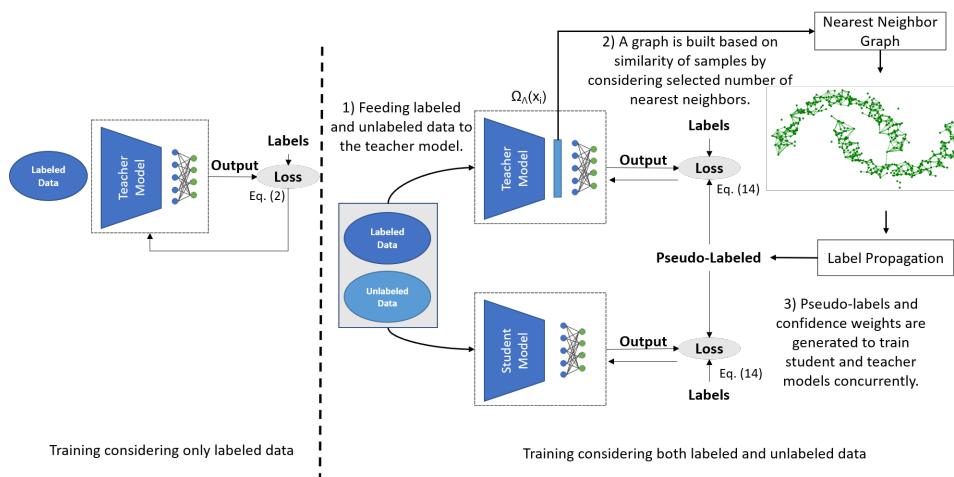 Labeled
Data
Teacher
Model
Output
Labels
Loss
Eq. (2)
Training considering only labeled data
1) Feeding labeled
and unlabeled data to
the teacher model.
Labeled
Data
Unlabeled
Data
Teacher
Model
Ω_Λ(x_i)
2) A graph is built based on
similarity of samples by
considering selected number of
nearest neighbors.
Nearest Neighbor
Graph
Labels
Output
Loss
Eq. (14)
Pseudo-Labeled
Label Propagation
3) Pseudo-labels and
confidence weights are
generated to train
student and teacher
models concurrently.
Student
Model
Output
Loss
Eq. (14)
Labels
Training considering both labeled and unlabeled data